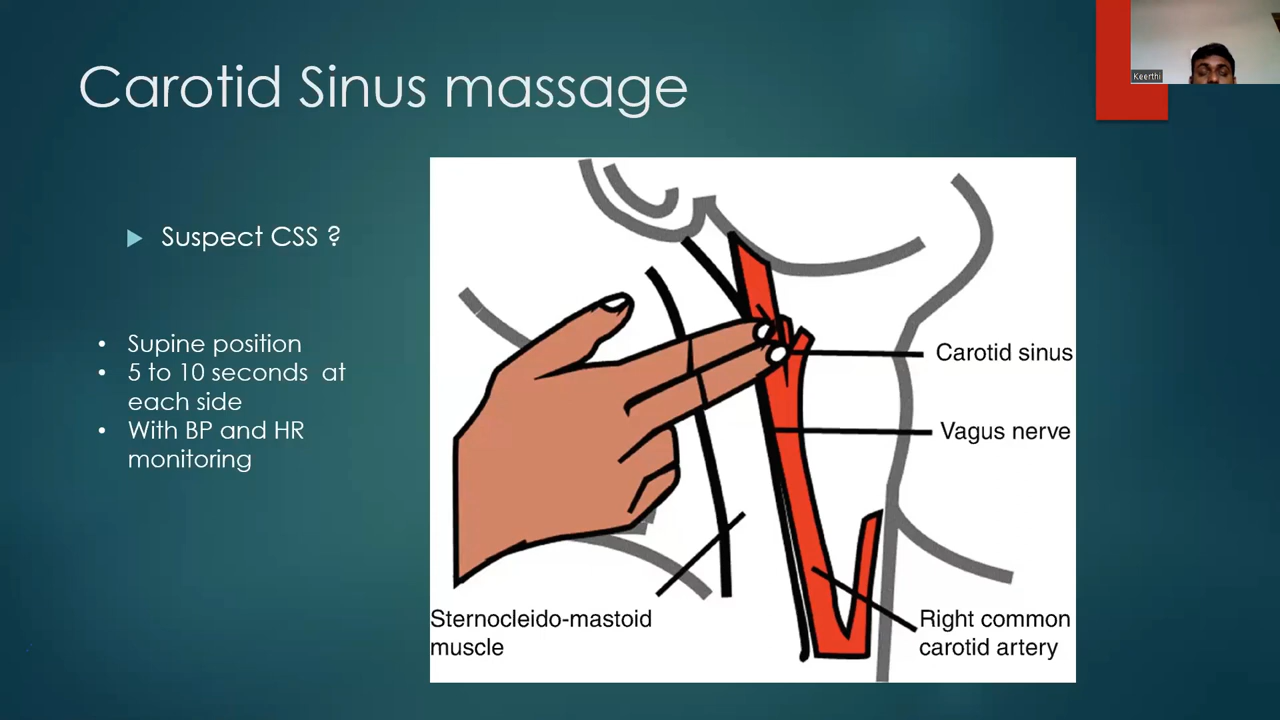 Carotid Sinus massage
Keerthi
Suspect CSS ?
• Supine position
• 5 to 10 seconds at
each side
• With BP and HR
monitoring
Carotid sinus
Vagus nerve
Sternocleido-mastoid
muscle
Right common
carotid artery